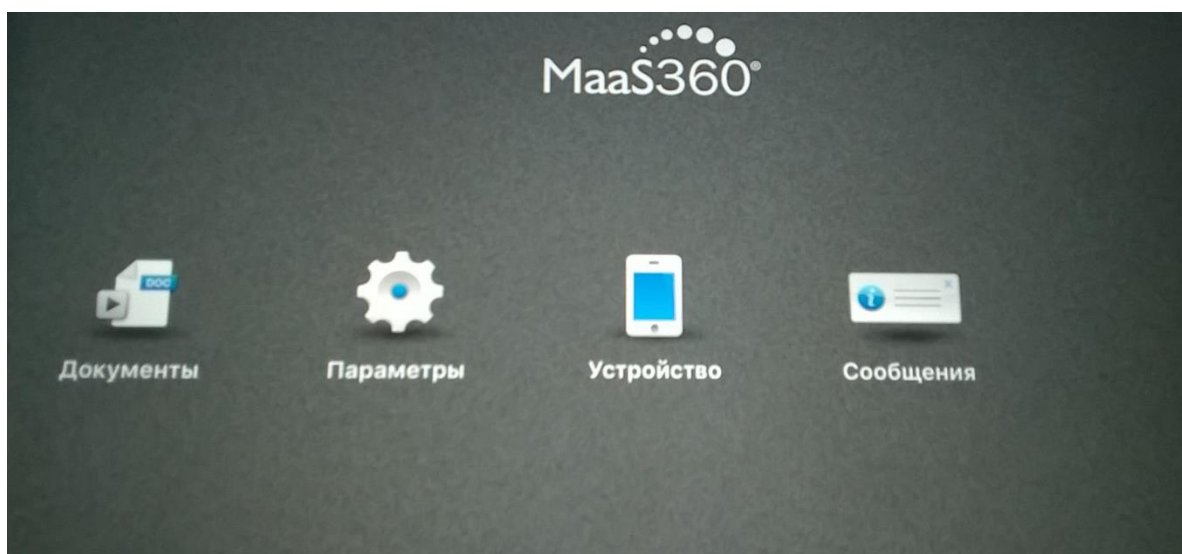 MaaS360®
DOC
Документы
Параметры
Устройство
i
Сообщения